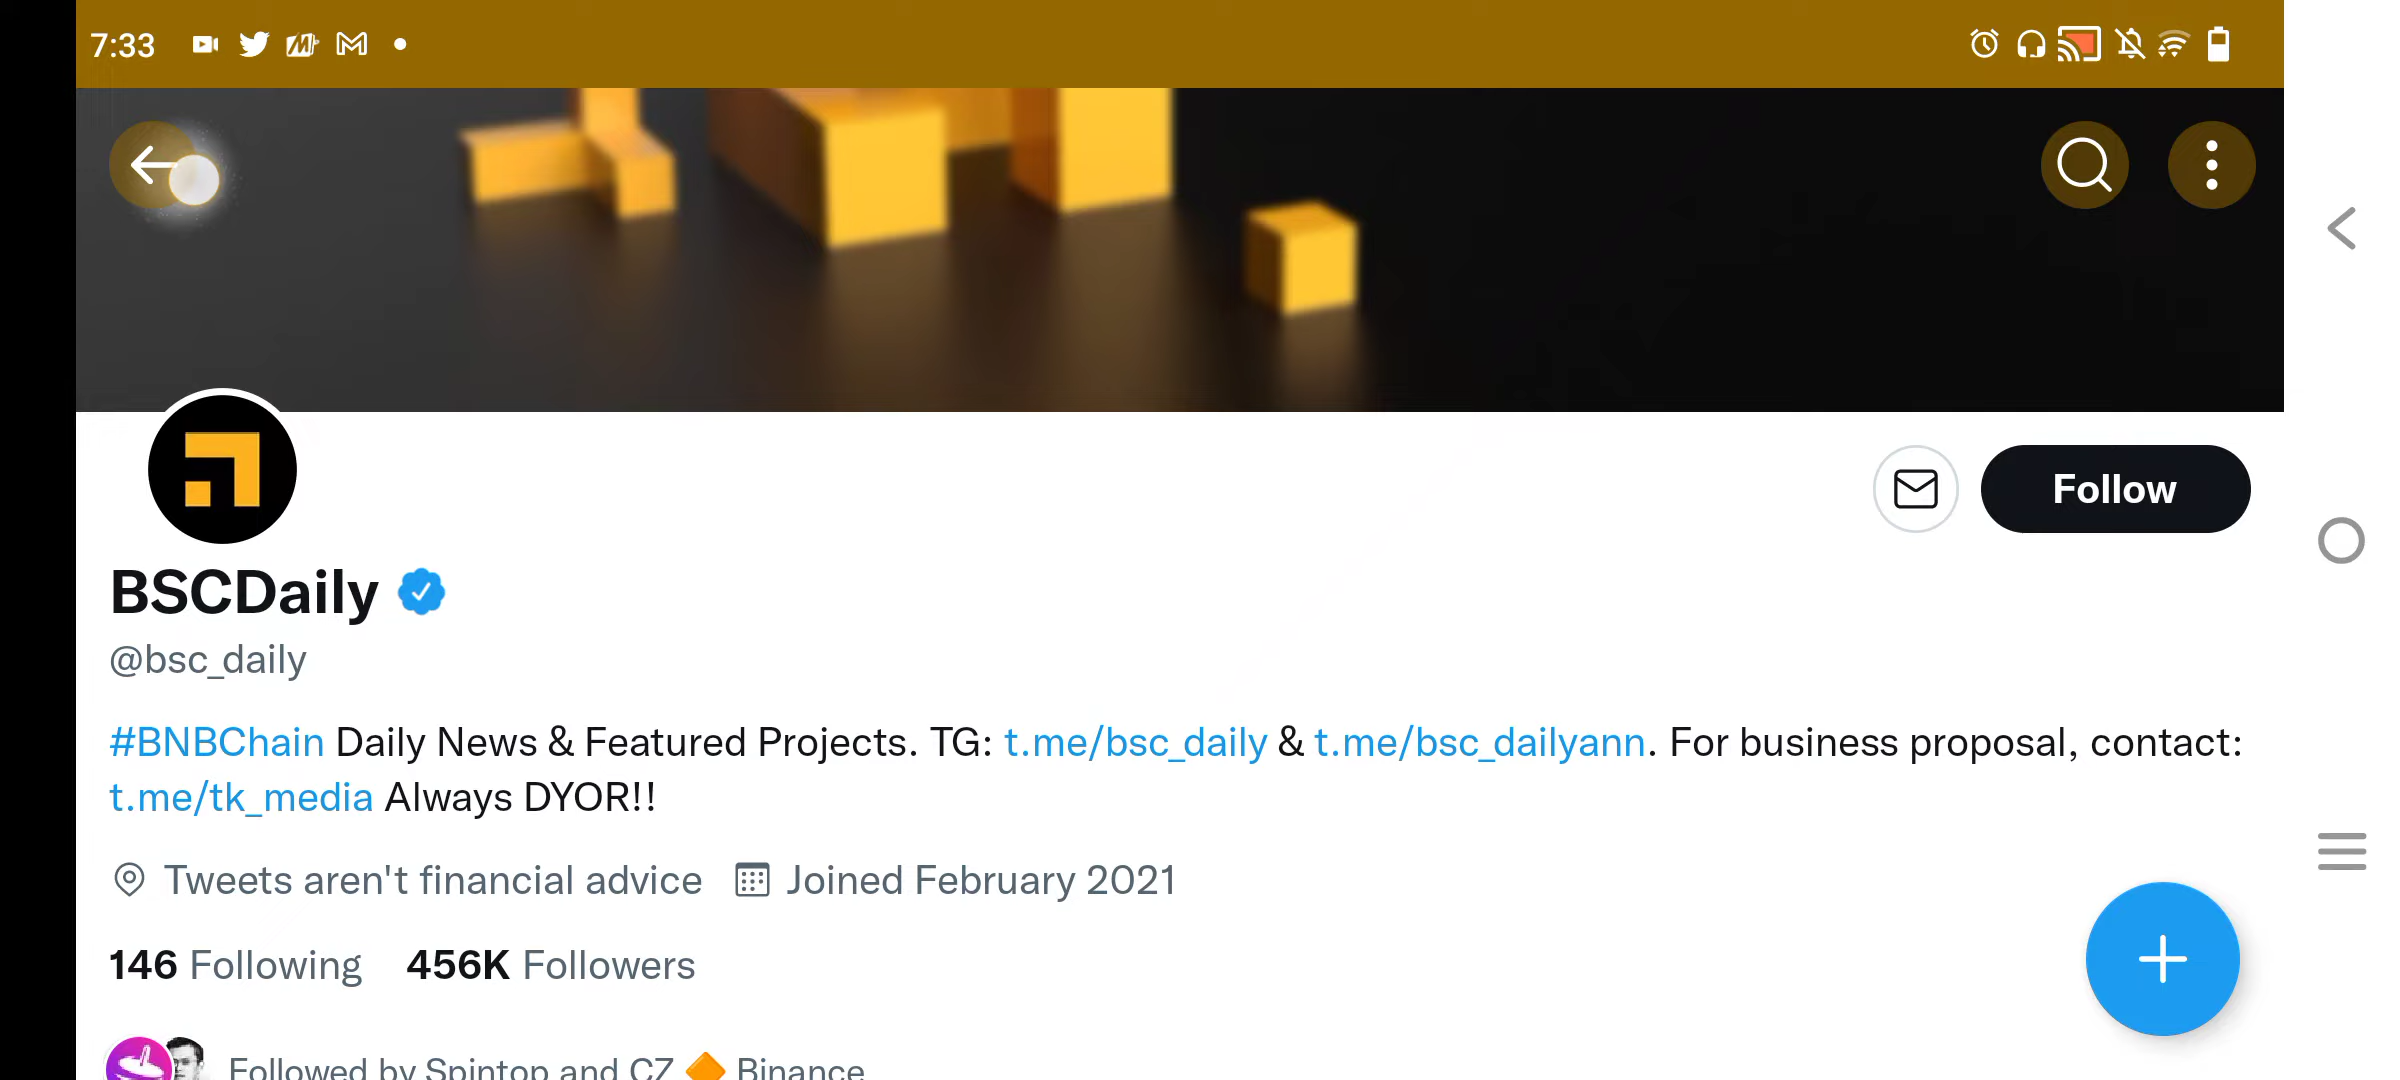 7:33
Follow
BSCDaily
@bsc_daily
#BNBChain Daily News & Featured Projects. TG: t.me/bsc_daily & t.me/bsc_dailyann. For business proposal, contact:
t.me/tk_media Always DYOR!!
Tweets aren't financial advice Joined February 2021
146 Following 456K Followers
Followed by Spintop and CZ 🔶 Binance